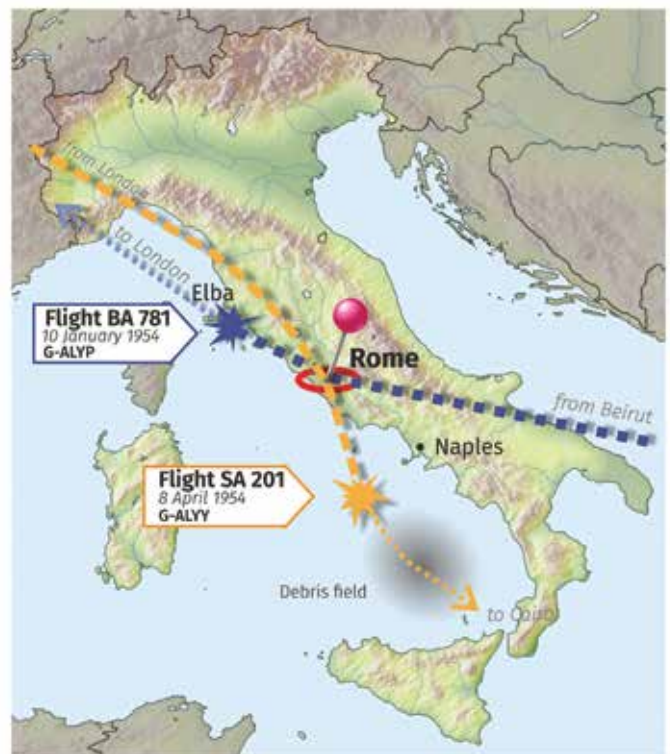 from London
to London
Elba
Flight BA 781
10 January 1954
G-ALYP
Rome
from Beirut
Naples
Flight SA 201
8 April 1954
G-ALYY
Debris field
to Cairo